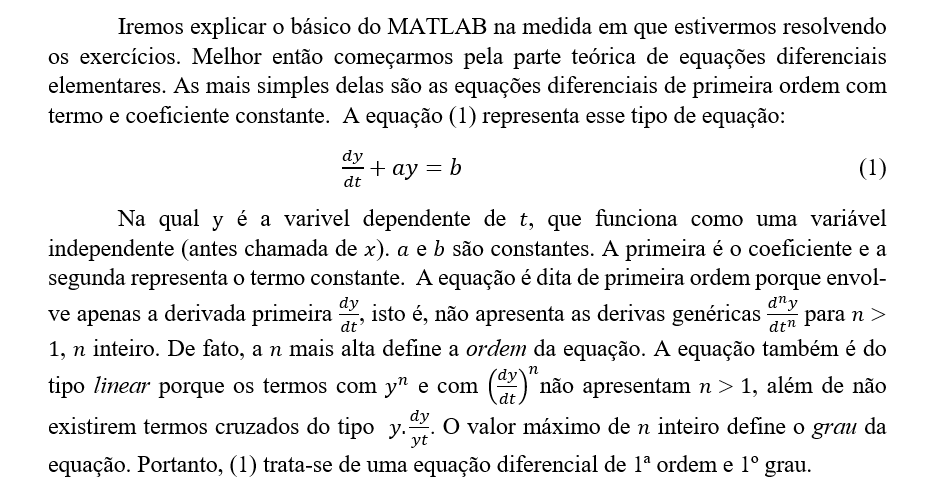 Iremos explicar o básico do MATLAB na medida em que estivermos resolvendo
os exercícios. Melhor então começarmos pela parte teórica de equações diferenciais
elementares. As mais simples delas são as equações diferenciais de primeira ordem com
termo e coeficiente constante. A equação (1) representa esse tipo de equação:
dy/dt + ay = b (1)
Na qual y é a varivel dependente de t, que funciona como uma variável
independente (antes chamada de x). a e b são constantes. A primeira é o coeficiente e a
segunda representa o termo constante. A equação é dita de primeira ordem porque envol-
ve apenas a derivada primeira dy/dt, isto é, não apresenta as derivas genéricas dⁿy/dtⁿ para n >
1, n inteiro. De fato, a n mais alta define a ordem da equação. A equação também é do
tipo linear porque os termos com yⁿ e com (dy/dt)ⁿ não apresentam n > 1, além de não
existirem termos cruzados do tipo y.dy/yt. O valor máximo de n inteiro define o grau da
equação. Portanto, (1) trata-se de uma equação diferencial de 1ª ordem e 1º grau.